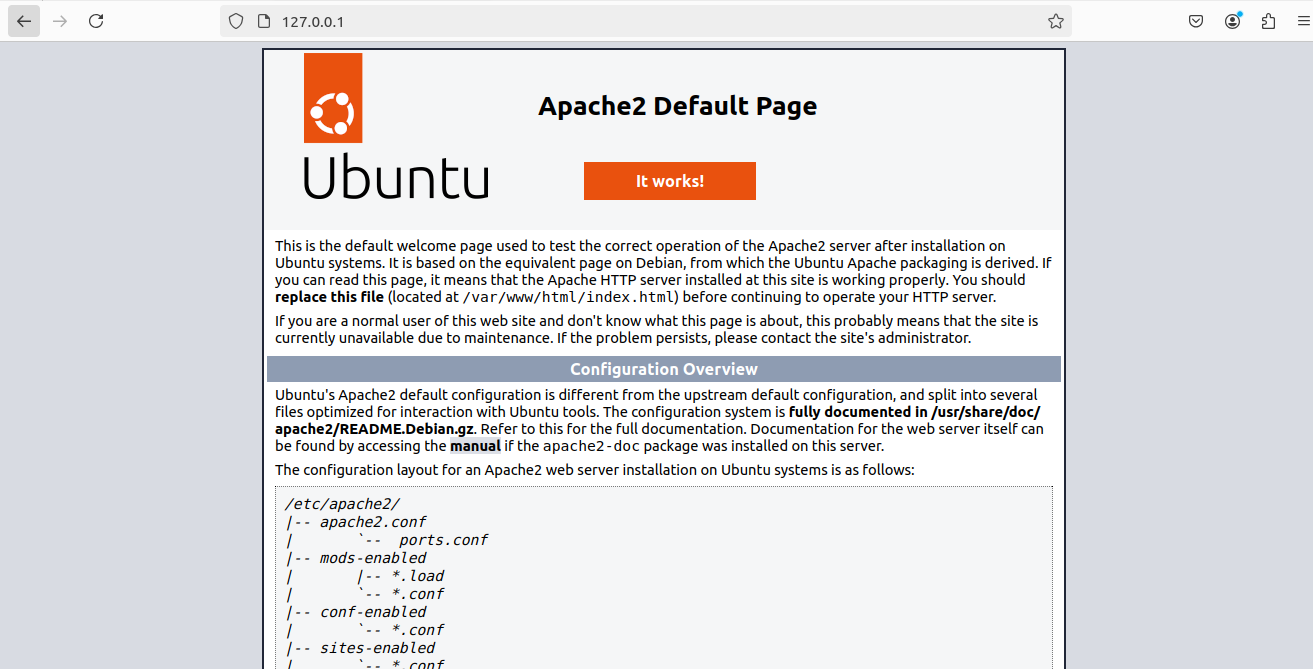 127.0.0.1
Apache2 Default Page
Ubuntu
It works!
This is the default welcome page used to test the correct operation of the Apache2 server after installation on
Ubuntu systems. It is based on the equivalent page on Debian, from which the Ubuntu Apache packaging is derived. If
you can read this page, it means that the Apache HTTP server installed at this site is working properly. You should
replace this file (located at /var/www/html/index.html) before continuing to operate your HTTP server.
If you are a normal user of this web site and don't know what this page is about, this probably means that the site is
currently unavailable due to maintenance. If the problem persists, please contact the site's administrator.
Configuration Overview
Ubuntu's Apache2 default configuration is different from the upstream default configuration, and split into several
files optimized for interaction with Ubuntu tools. The configuration system is fully documented in /usr/share/doc/
apache2/README.Debian.gz. Refer to this for the full documentation. Documentation for the web server itself can
be found by accessing the manual if the apache2-doc package was installed on this server.
The configuration layout for an Apache2 web server installation on Ubuntu systems is as follows:
/etc/apache2/
|-- apache2.conf
|       `--  ports.conf
|-- mods-enabled
|       |-- *.load
|       `-- *.conf
|-- conf-enabled
|       `-- *.conf
|-- sites-enabled
|       `-- *.conf